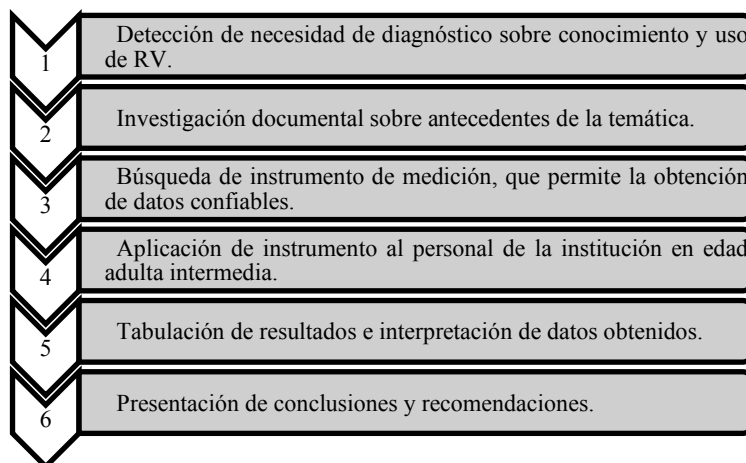 Detección de necesidad de diagnóstico sobre conocimiento y uso
1
de RV.
2
Investigación documental sobre antecedentes de la temática.
Búsqueda de instrumento de medición, que permite la obtención
3
de datos confiables.
Aplicación de instrumento al personal de la institución en edad
4
adulta intermedia.
5
Tabulación de resultados e interpretación de datos obtenidos.
6
Presentación de conclusiones y recomendaciones.